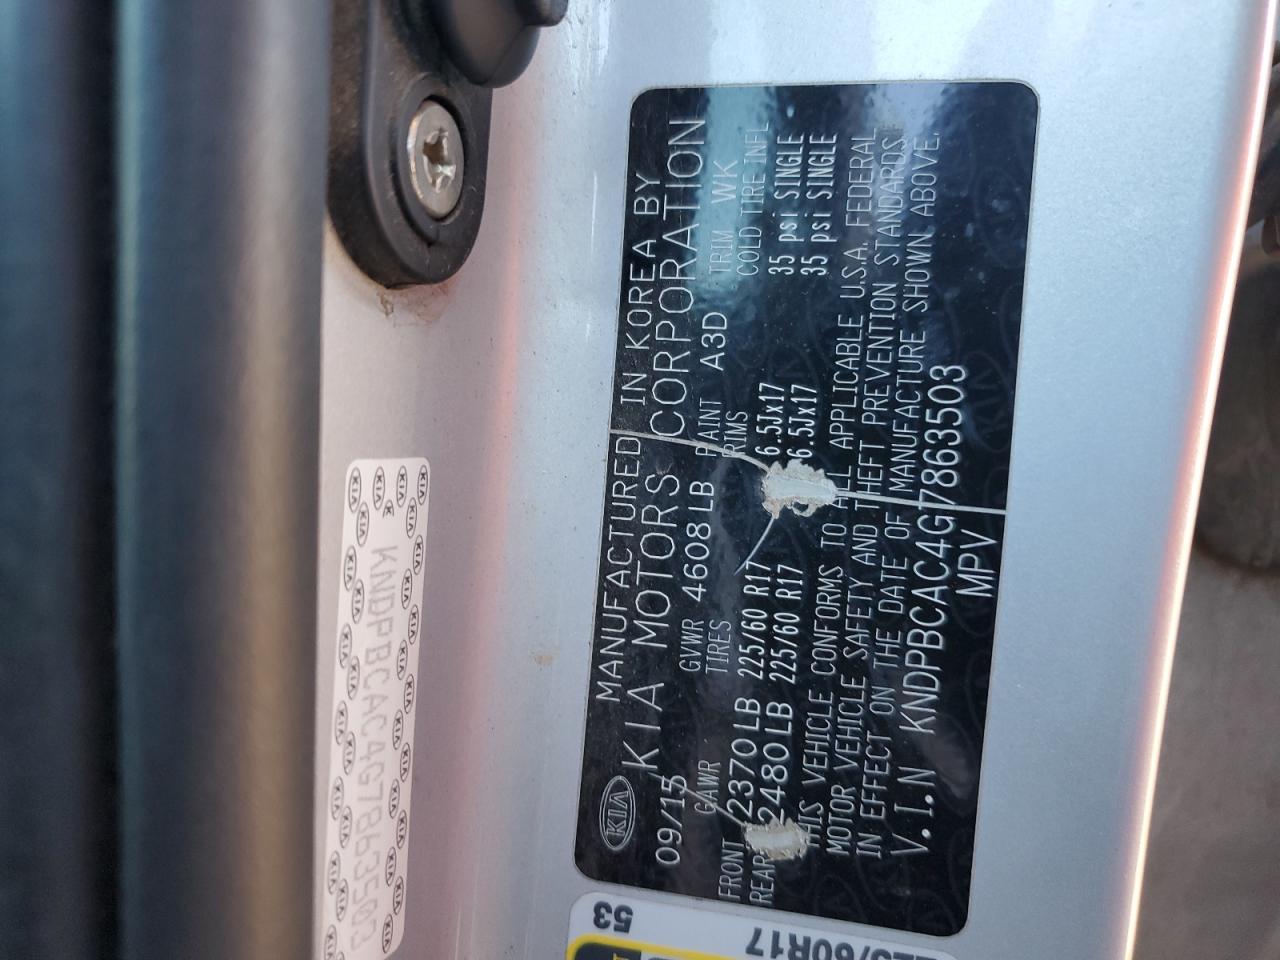 MANUFACTURED IN KOREA BY
KIA KIA MOTORS CORPORATION
09/15 GVWR 4608LB PAINT A3D TRIM WK
GAWR TIRES RIMS COLD TIRE INFL
FRONT 2370LB 225/60 R17 6.5Jx17 35 psi SINGLE
REAR 2480LB 225/60 R17 6.5Jx17 35 psi SINGLE
THIS VEHICLE CONFORMS TO ALL APPLICABLE U.S.A. FEDERAL
MOTOR VEHICLE SAFETY AND THEFT PREVENTION STANDARDS
IN EFFECT ON THE DATE OF MANUFACTURE SHOWN ABOVE.
V.I.N KNDPBCAC4G7863503
MPV
KNDPBCAC4G7863503
53
225/60R17